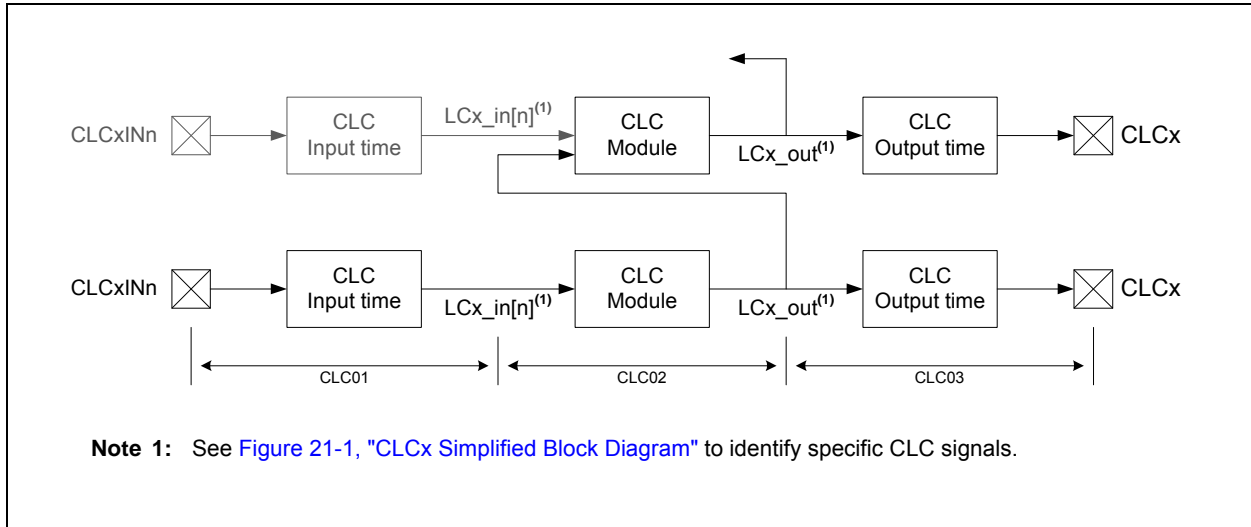 CLCxINn
CLC
Input time
LCx_in[n](1)
CLC
Module
LCx_out(1)
CLC
Output time
CLCx
CLCxINn
CLC
Input time
LCx_in[n](1)
CLC
Module
LCx_out(1)
CLC
Output time
CLCx
CLC01
CLC02
CLC03
Note 1: See Figure 21-1, "CLCx Simplified Block Diagram" to identify specific CLC signals.